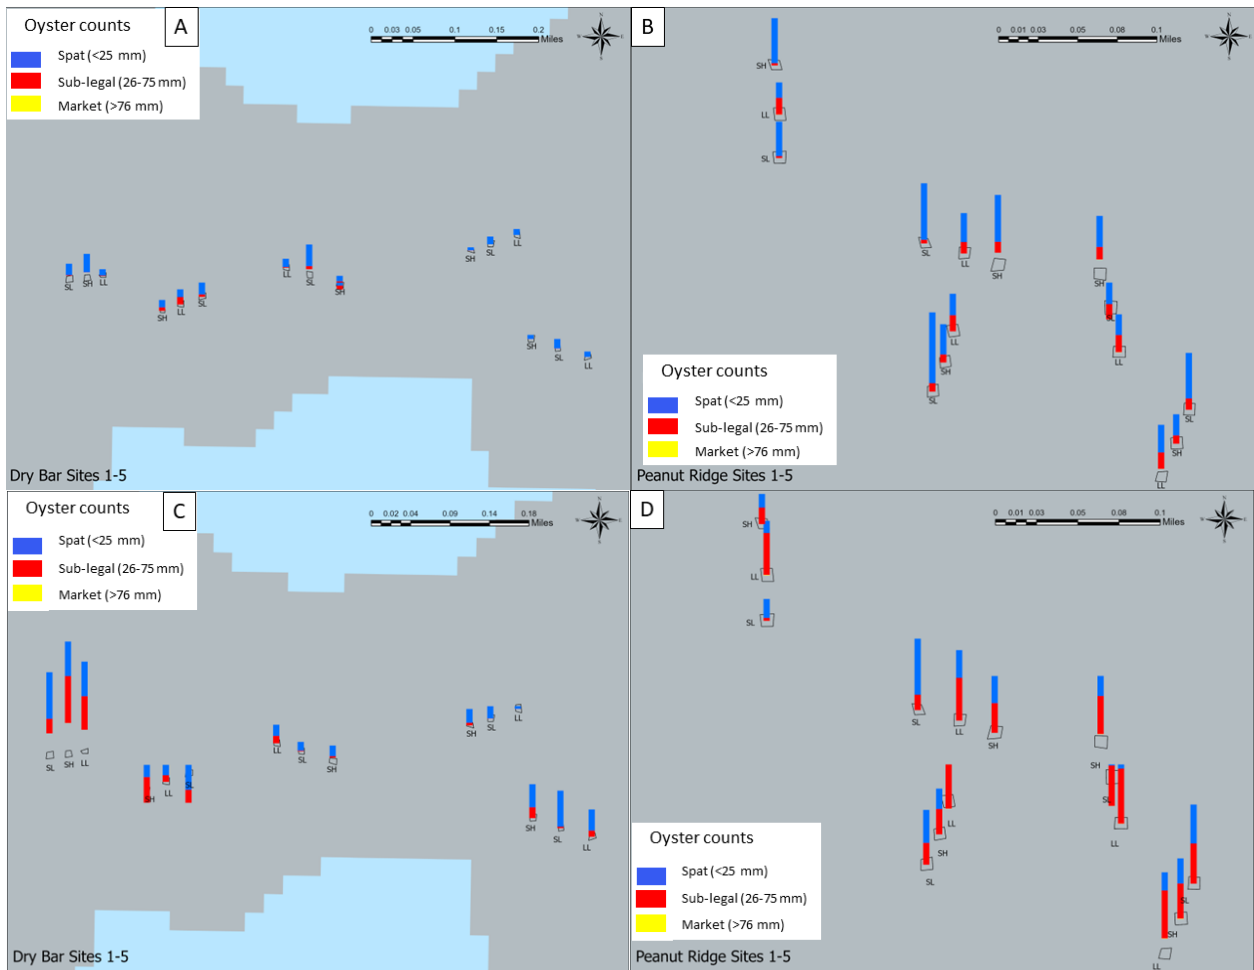 Oyster counts
Spat (<25 mm)
Sub-legal (26-75 mm)
Market (>76 mm)
A
0 0.03 0.05 0.1 0.15 0.2
Miles
N
SL SH LL
SH LL SL
LL SL SH
SH SL LL
SH SL LL
Dry Bar Sites 1-5
B
0 0.01 0.03 0.05 0.08 0.1
Miles
N
SH
LL
SL
SL LL SH
SH
SL
LL
LL
SH
SL
SL
SH
LL
Oyster counts
Spat (<25 mm)
Sub-legal (26-75 mm)
Market (>76 mm)
Peanut Ridge Sites 1-5
Oyster counts
Spat (<25 mm)
Sub-legal (26-75 mm)
Market (>76 mm)
C
0 0.02 0.04 0.09 0.14 0.18
Miles
N
SL SH LL
SH LL SL
LL SL SH
SH SL
SH SL LL
Dry Bar Sites 1-5
D
0 0.01 0.03 0.05 0.08 0.1
Miles
N
SH
LL
SL
SL LL SH
SH
SL
LL
LL
SH
SL
SL
SH
LL
Oyster counts
Spat (<25 mm)
Sub-legal (26-75 mm)
Market (>76 mm)
Peanut Ridge Sites 1-5